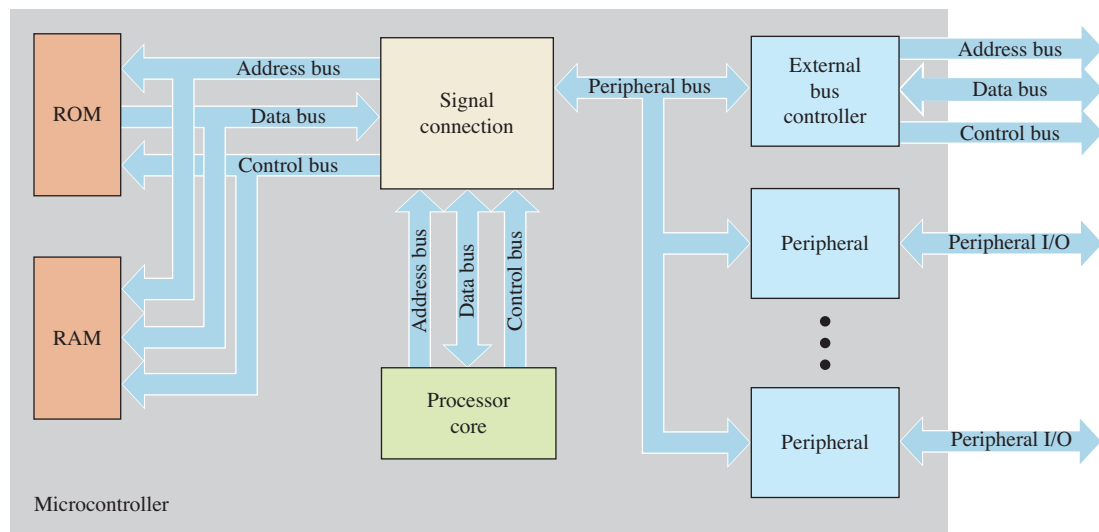 ROM
Address bus
Data bus
Control bus
Signal
connection
Peripheral bus
External
bus
controller
Address bus
Data bus
Control bus
RAM
Address bus
Data bus
Control bus
Processor
core
Peripheral
Peripheral I/O
Peripheral
Peripheral I/O
Microcontroller